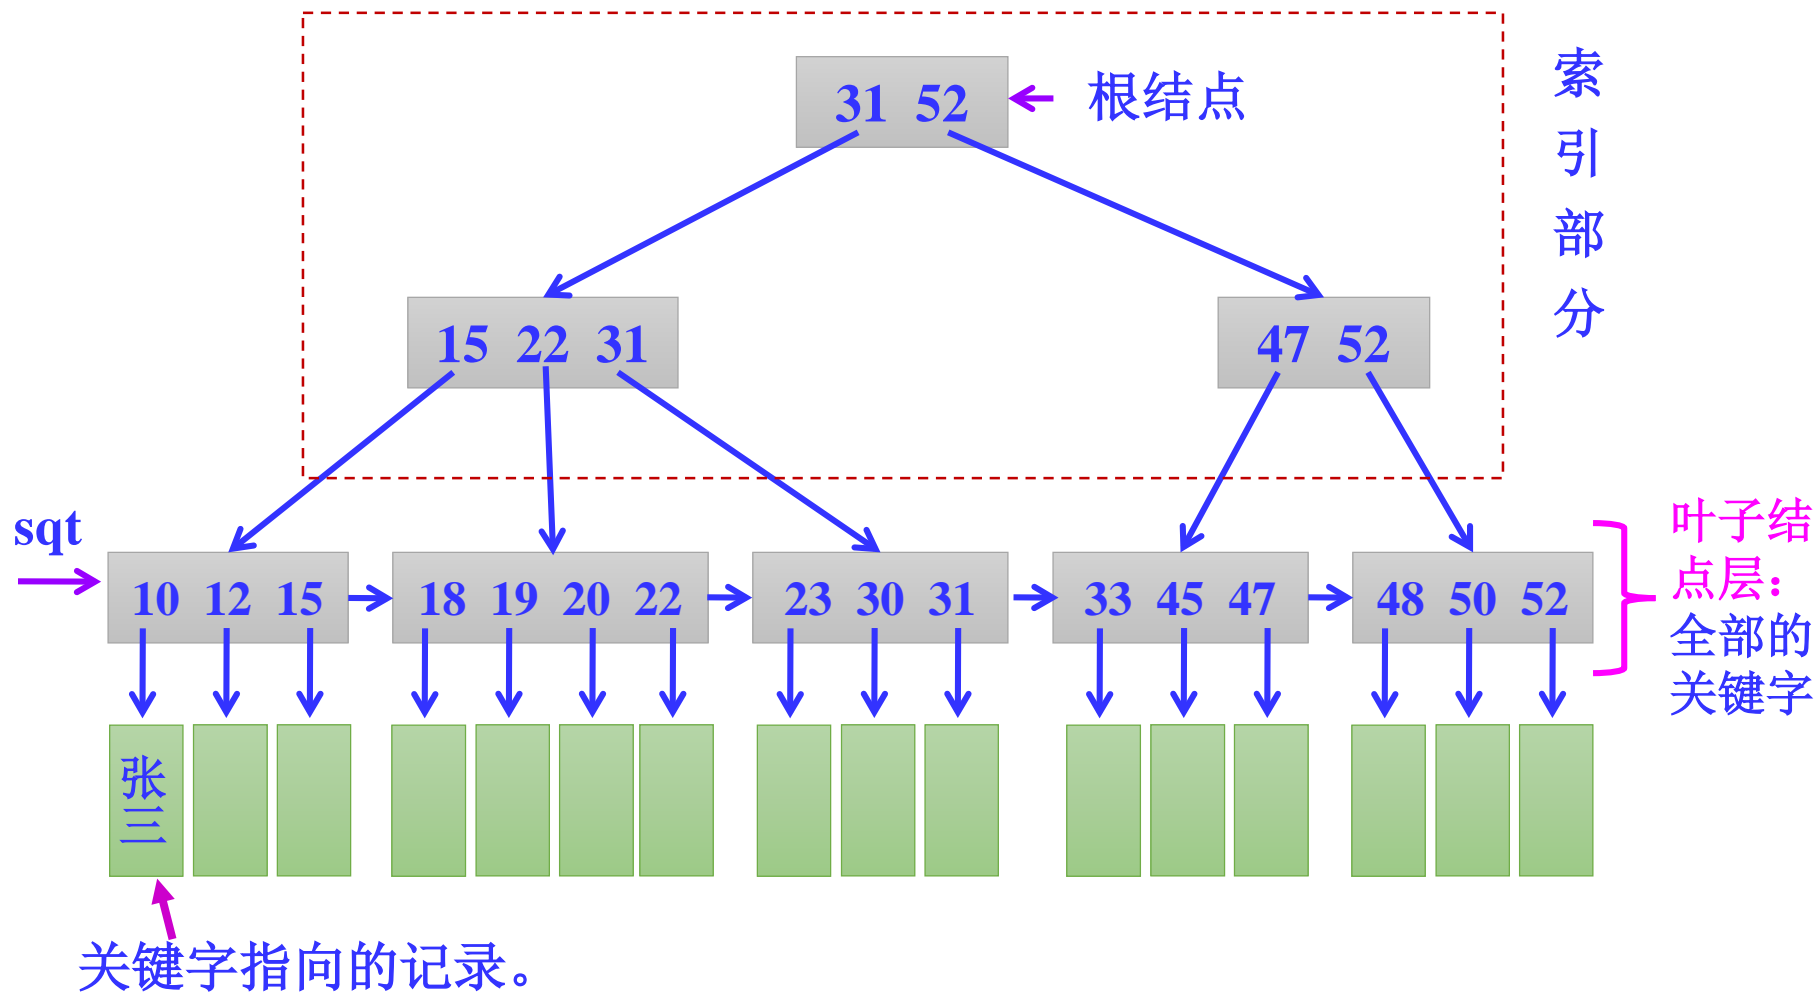 31 52
根结点
索引部分
15 22 31
47 52
sqt
10 12 15
18 19 20 22
23 30 31
33 45 47
48 50 52
叶子结
点层：
全部的
关键字
张三
关键字指向的记录。